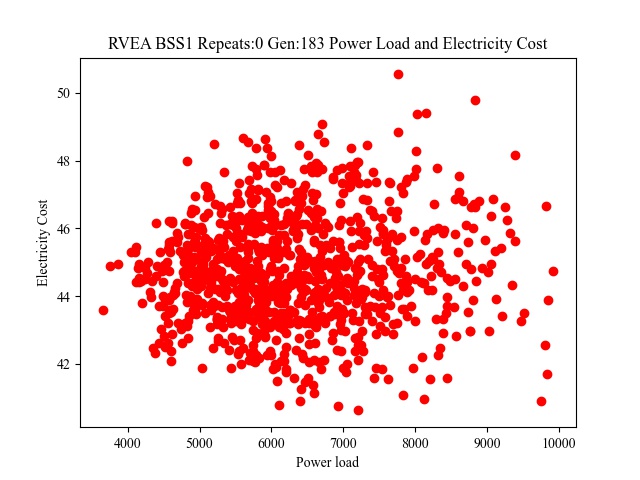 RVEA BSS1 Repeats:0 Gen:183 Power Load and Electricity Cost
50
48
46
44
42
Electricity Cost
4000 5000 6000 7000 8000 9000 10000
Power load